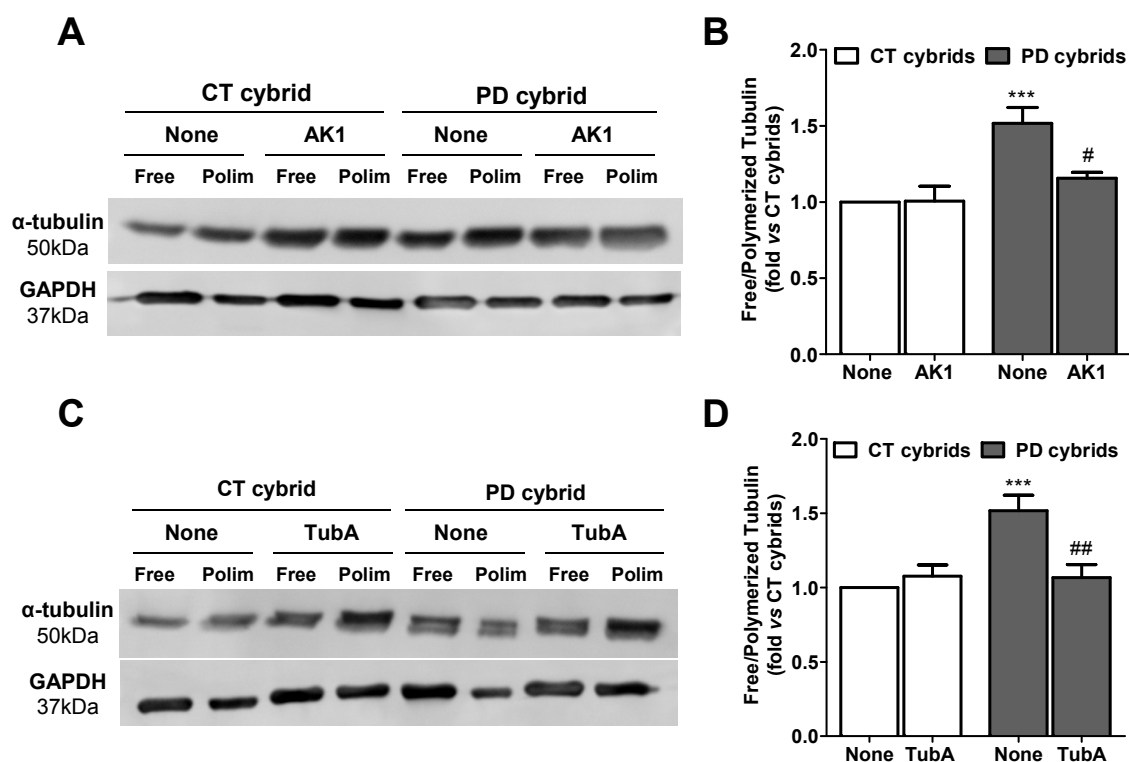 A
CT cybrid PD cybrid
None AK1 None AK1
Free Polim Free Polim Free Polim Free Polim
α-tubulin
50kDa
GAPDH
37kDa
B
CT cybrids PD cybrids
Free/Polymerized Tubulin
(fold vs CT cybrids)
2.0
1.5
1.0
0.5
0.0
***
#
None AK1 None AK1
C
CT cybrid PD cybrid
None TubA None TubA
Free Polim Free Polim Free Polim Free Polim
α-tubulin
50kDa
GAPDH
37kDa
D
CT cybrids PD cybrids
Free/Polymerized Tubulin
(fold vs CT cybrids)
2.0
1.5
1.0
0.5
0.0
***
##
None TubA None TubA